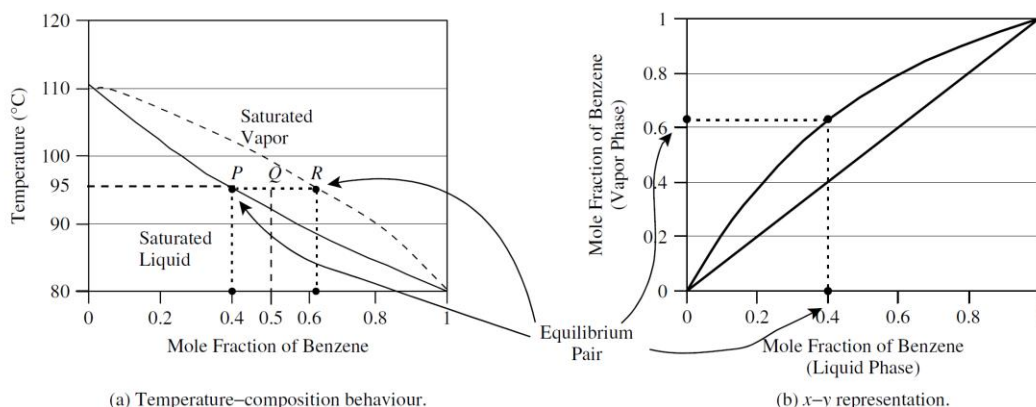 120
110
100
95
90
80
Temperature (°C)
Saturated
Vapor
P Q R
Saturated
Liquid
0 0.2 0.4 0.5 0.6 0.8 1
Mole Fraction of Benzene
(a) Temperature–composition behaviour.
Equilibrium
Pair
1
0.8
0.6
0.4
0.2
0
Mole Fraction of Benzene
(Vapor Phase)
0 0.2 0.4 0.6 0.8
Mole Fraction of Benzene
(Liquid Phase)
(b) x–y representation.